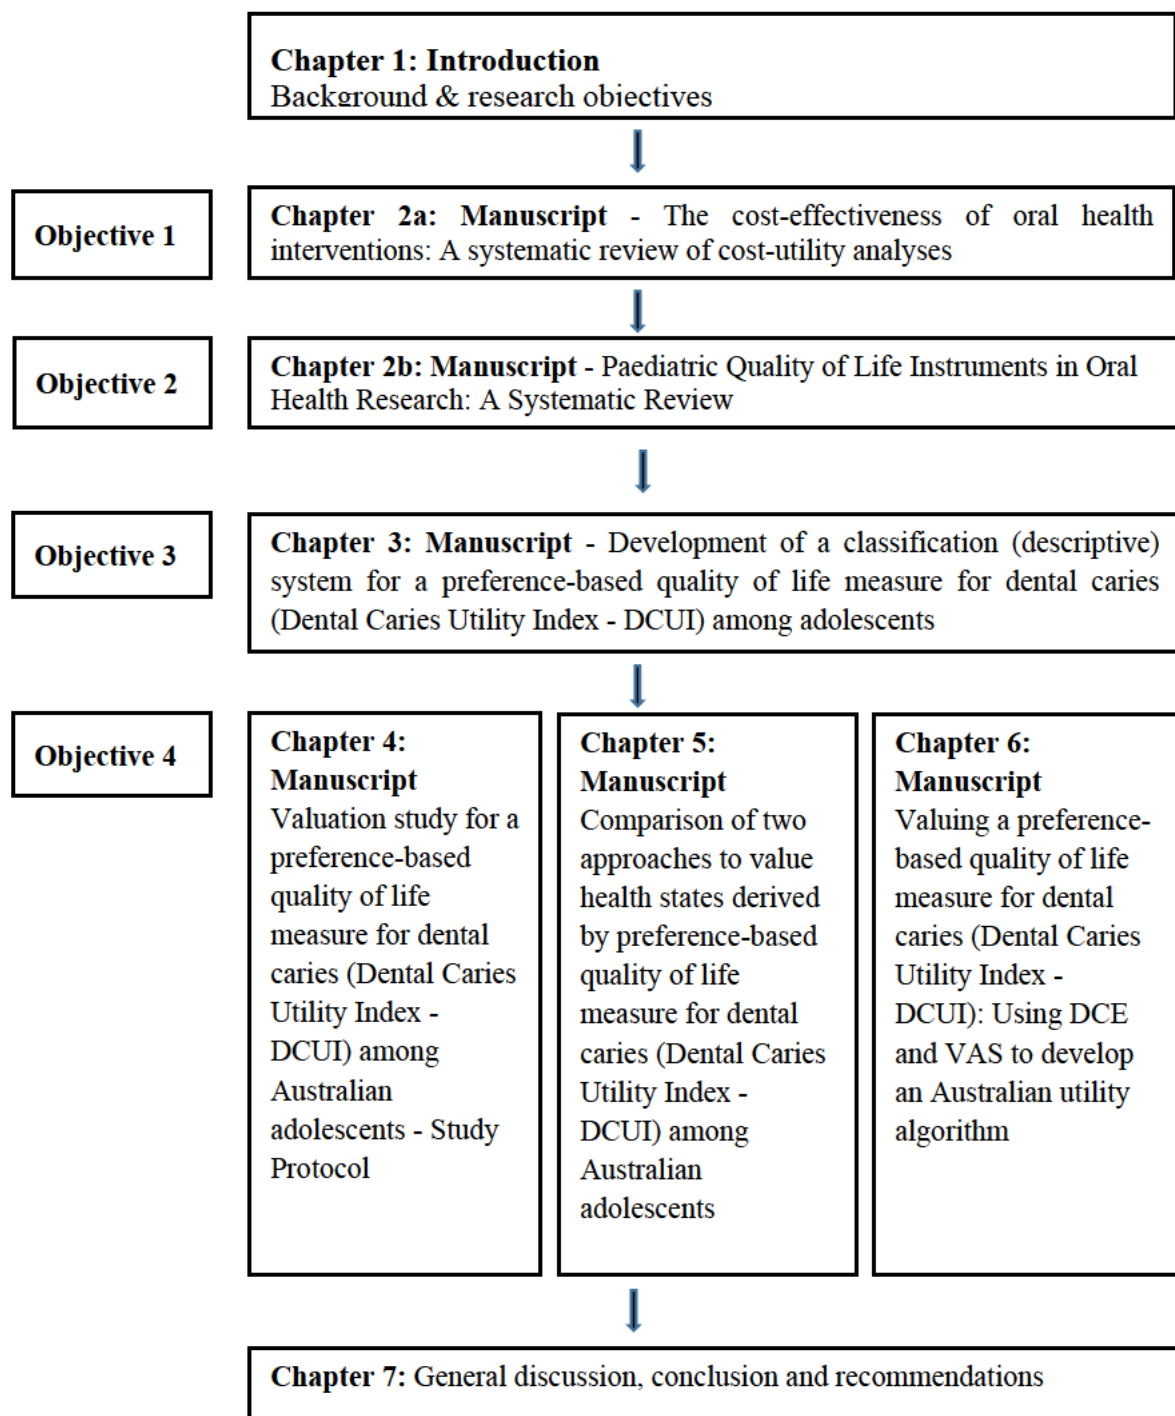 Chapter 1: Introduction
Background & research objectives
Objective 1
Chapter 2a: Manuscript - The cost-effectiveness of oral health
interventions: A systematic review of cost-utility analyses
Objective 2
Chapter 2b: Manuscript - Paediatric Quality of Life Instruments in Oral
Health Research: A Systematic Review
Objective 3
Chapter 3: Manuscript - Development of a classification (descriptive)
system for a preference-based quality of life measure for dental caries
(Dental Caries Utility Index - DCUI) among adolescents
Objective 4
Chapter 4:
Manuscript
Valuation study for a
preference-based
quality of life
measure for dental
caries (Dental Caries
Utility Index -
DCUI) among
Australian
adolescents - Study
Protocol
Chapter 5:
Manuscript
Comparison of two
approaches to value
health states derived
by preference-based
quality of life
measure for dental
caries (Dental Caries
Utility Index -
DCUI) among
Australian
adolescents
Chapter 6:
Manuscript
Valuing a preference-
based quality of life
measure for dental
caries (Dental Caries
Utility Index -
DCUI): Using DCE
and VAS to develop
an Australian utility
algorithm
Chapter 7: General discussion, conclusion and recommendations